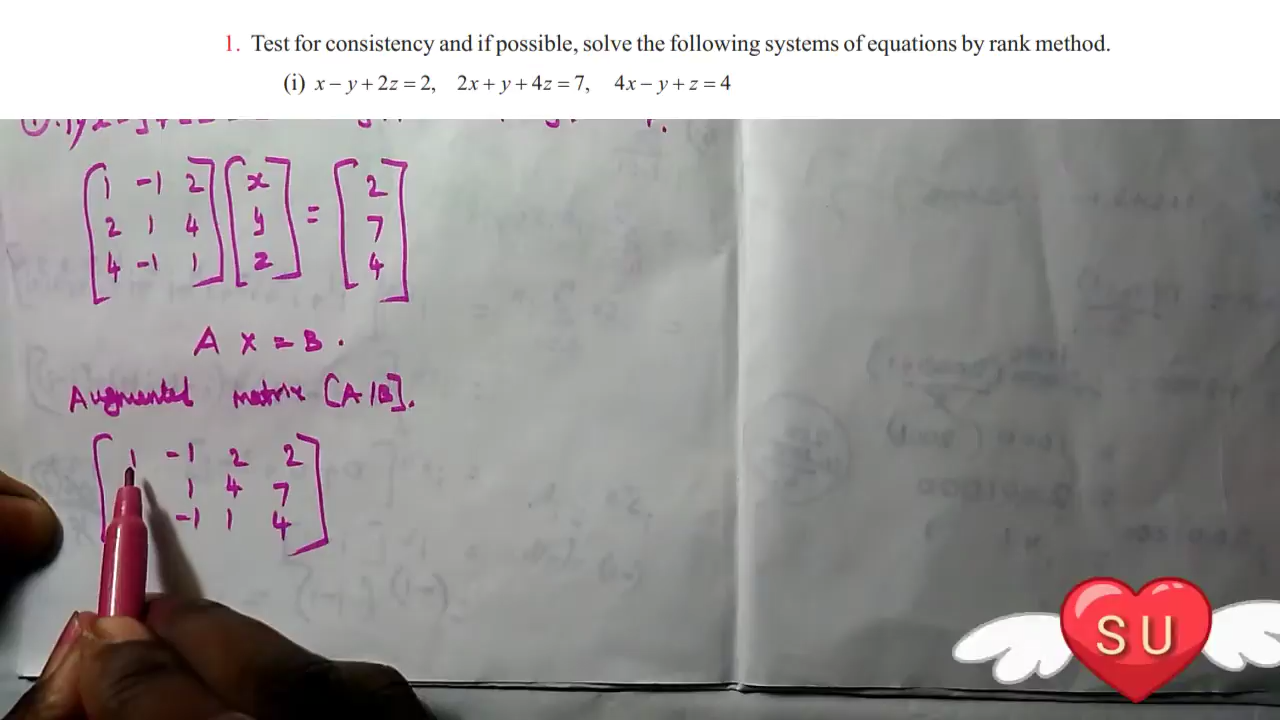 1. Test for consistency and if possible, solve the following systems of equations by rank method.
(i) x − y + 2z = 2, 2x + y + 4z = 7, 4x − y + z = 4
1 -1 2 x 2
2 1 4 y = 7
4 -1 1 z 4
A X = B.
Augmented matrix [A|B].
1 -1 2 2
1 4 7
-1 1 4
S U